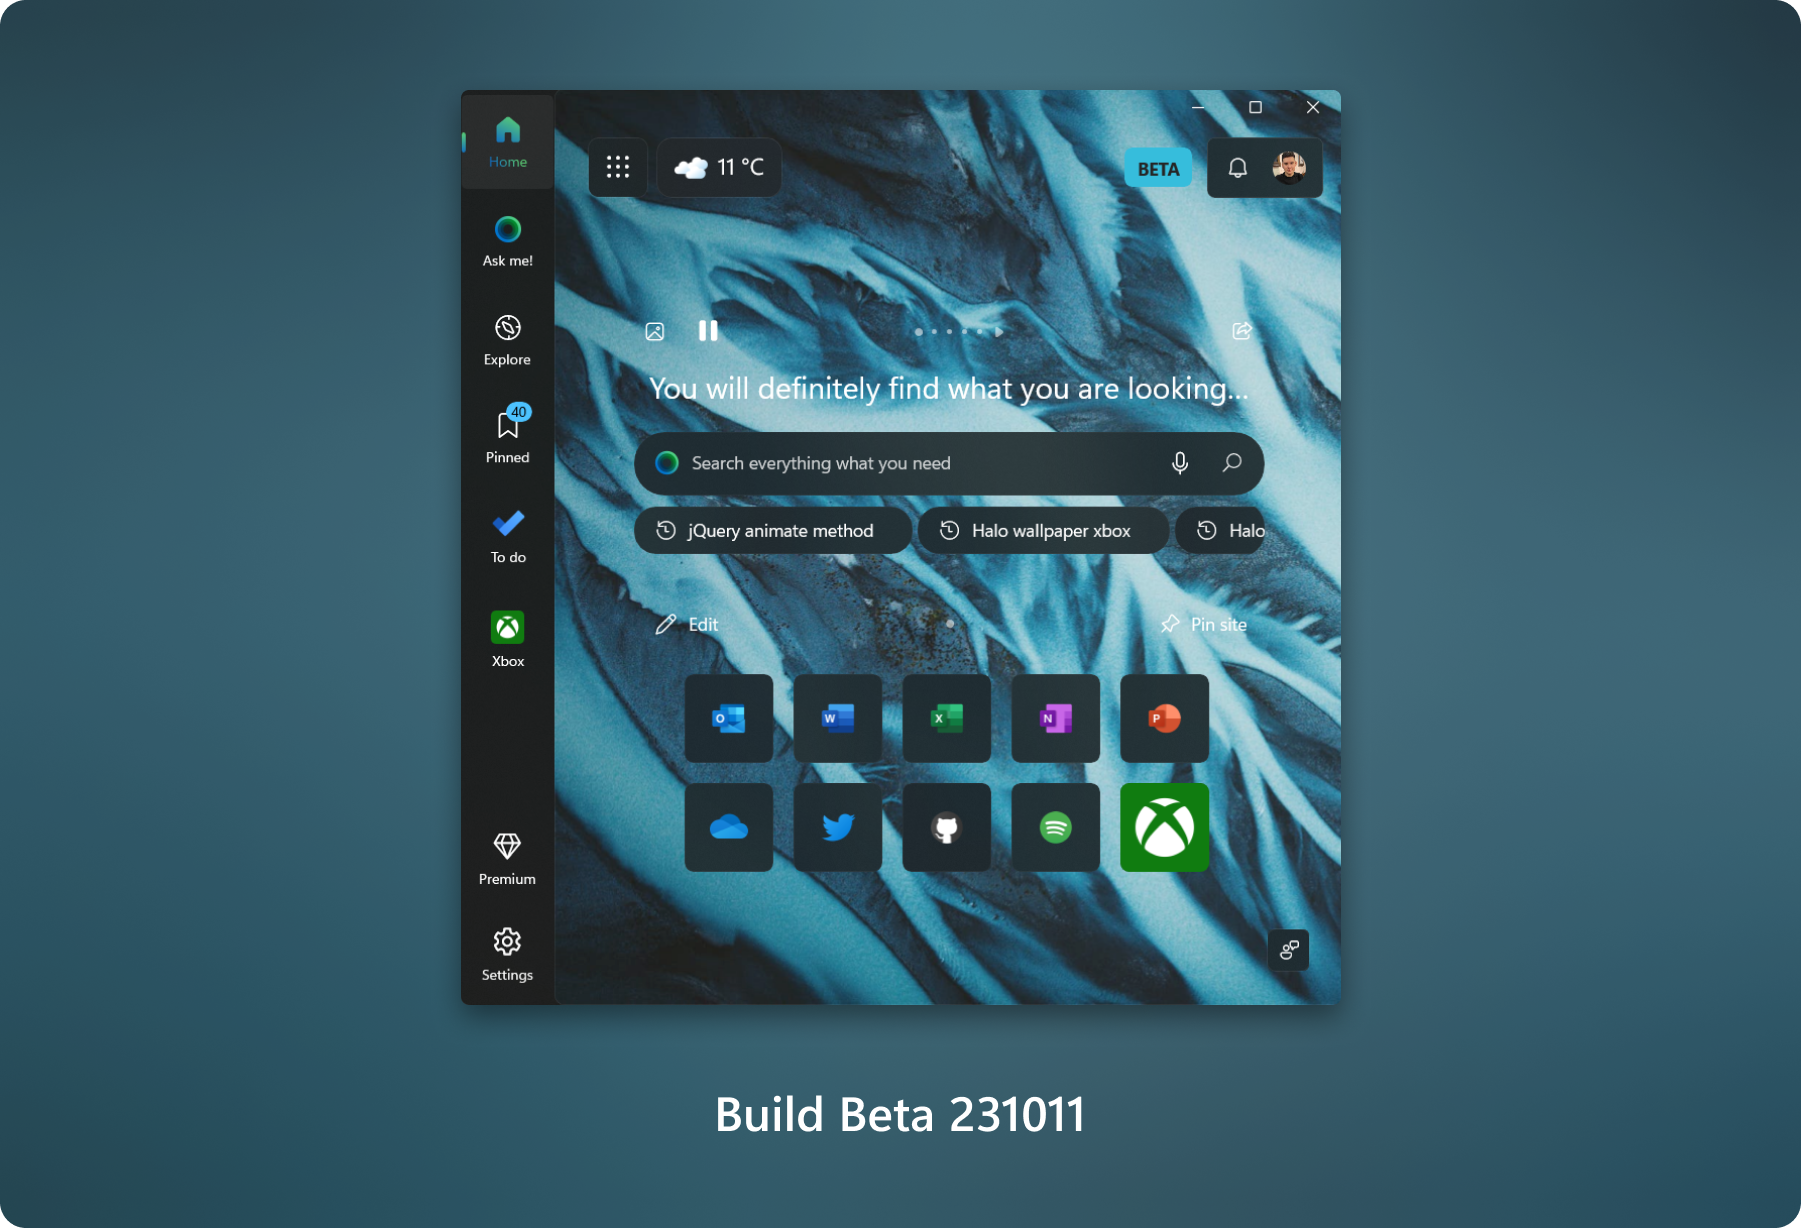 Home
11 °C
BETA
Ask me!
Explore
40
Pinned
To do
Xbox
You will definitely find what you are looking...
Search everything what you need
jQuery animate method
Halo wallpaper xbox
Halo
Edit
Pin site
O
W
X
N
P
Premium
Settings
Build Beta 231011